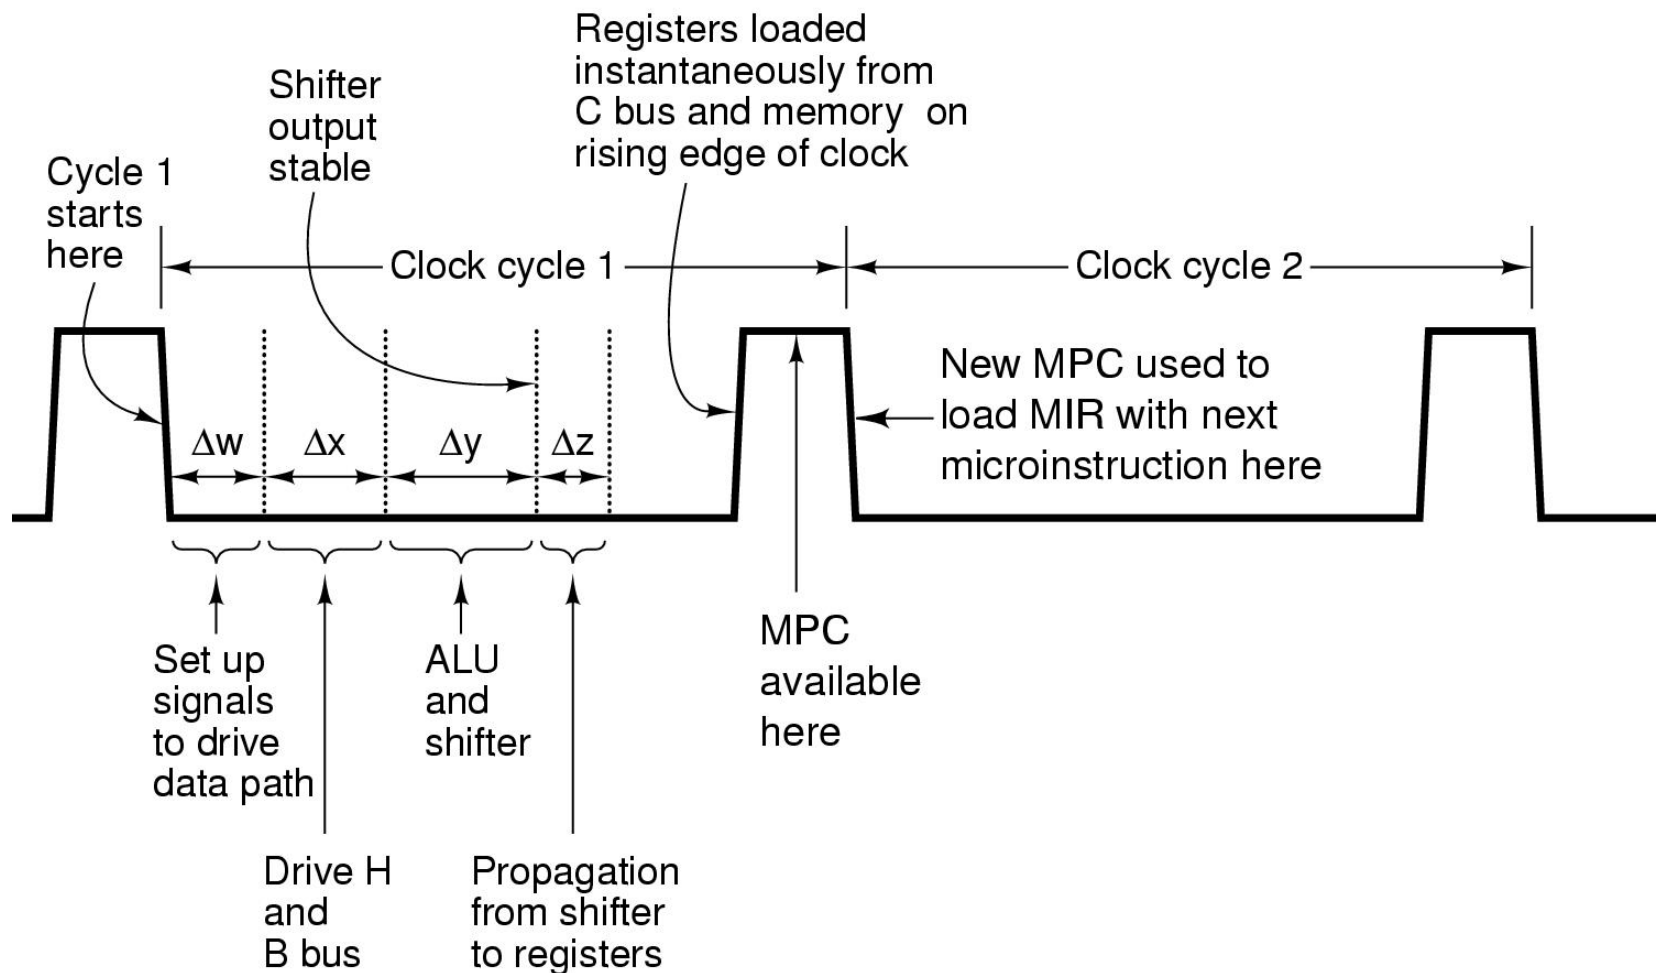 Registers loaded
instantaneously from
C bus and memory on
rising edge of clock
Shifter
output
stable
Cycle 1
starts
here
Clock cycle 1
Clock cycle 2
New MPC used to
load MIR with next
microinstruction here
Δw
Δx
Δy
Δz
Set up
signals
to drive
data path
ALU
and
shifter
MPC
available
here
Drive H
and
B bus
Propagation
from shifter
to registers